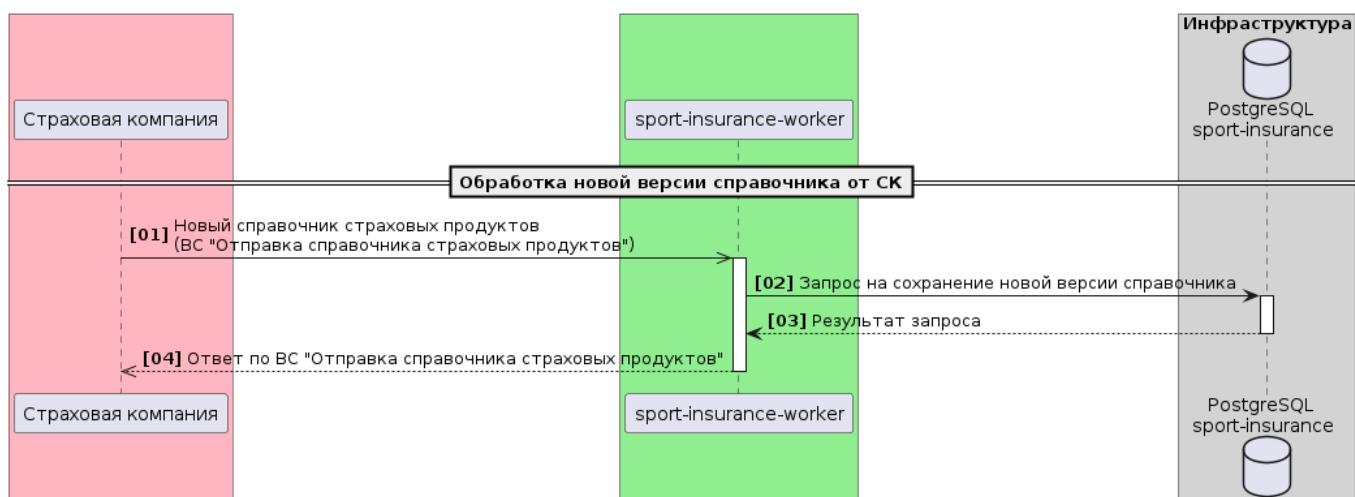 Инфраструктура
Страховая компания
sport-insurance-worker
PostgreSQL
sport-insurance
Обработка новой версии справочника от СК
[01] Новый справочник страховых продуктов
(ВС "Отправка справочника страховых продуктов")
[02] Запрос на сохранение новой версии справочника
[03] Результат запроса
[04] Ответ по ВС "Отправка справочника страховых продуктов"
Страховая компания
sport-insurance-worker
PostgreSQL
sport-insurance